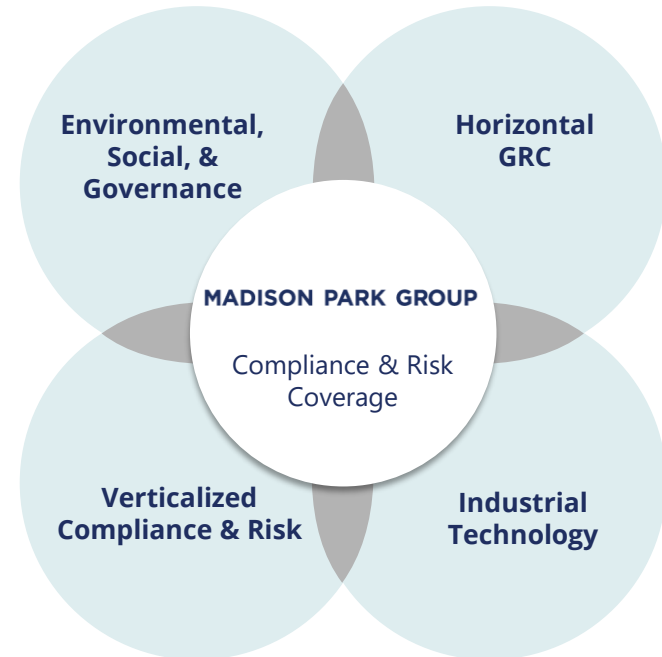 Environmental,
Social, &
Governance
Horizontal
GRC
MADISON PARK GROUP
Compliance & Risk
Coverage
Verticalized
Compliance & Risk
Industrial
Technology